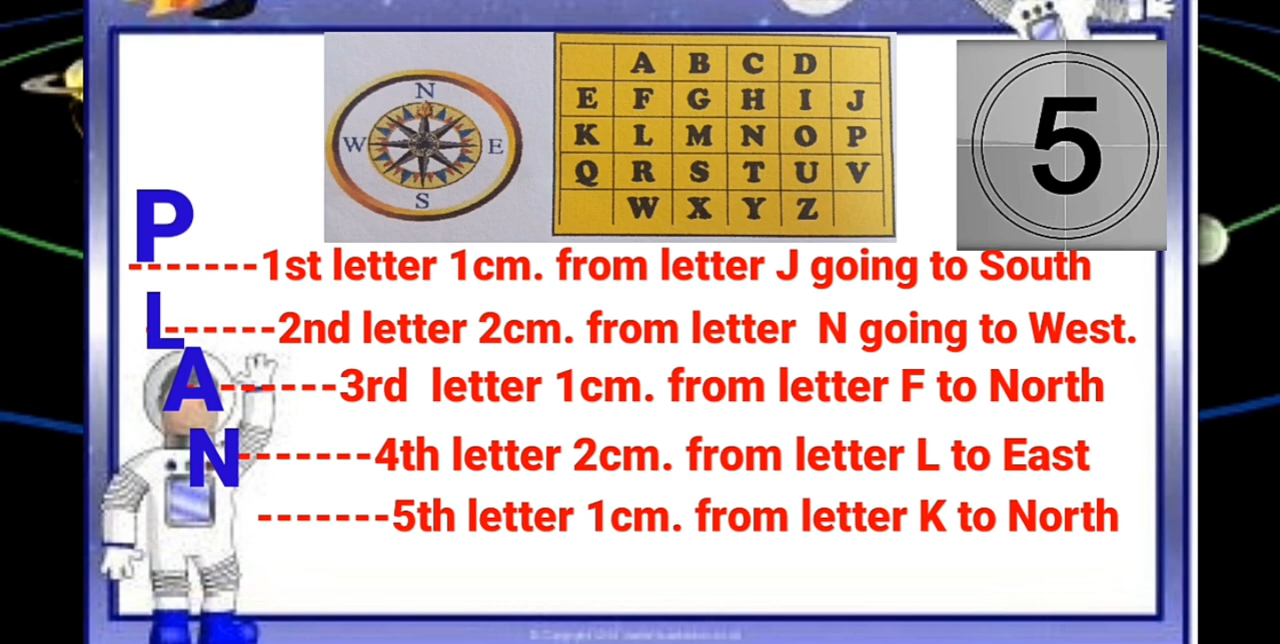 N
W E
S
A B C D
E F G H I J
K L M N O P
Q R S T U V
W X Y Z
5
P
-------1st letter 1cm. from letter J going to South
L
------2nd letter 2cm. from letter N going to West.
A
------3rd letter 1cm. from letter F to North
N
-------4th letter 2cm. from letter L to East
-------5th letter 1cm. from letter K to North